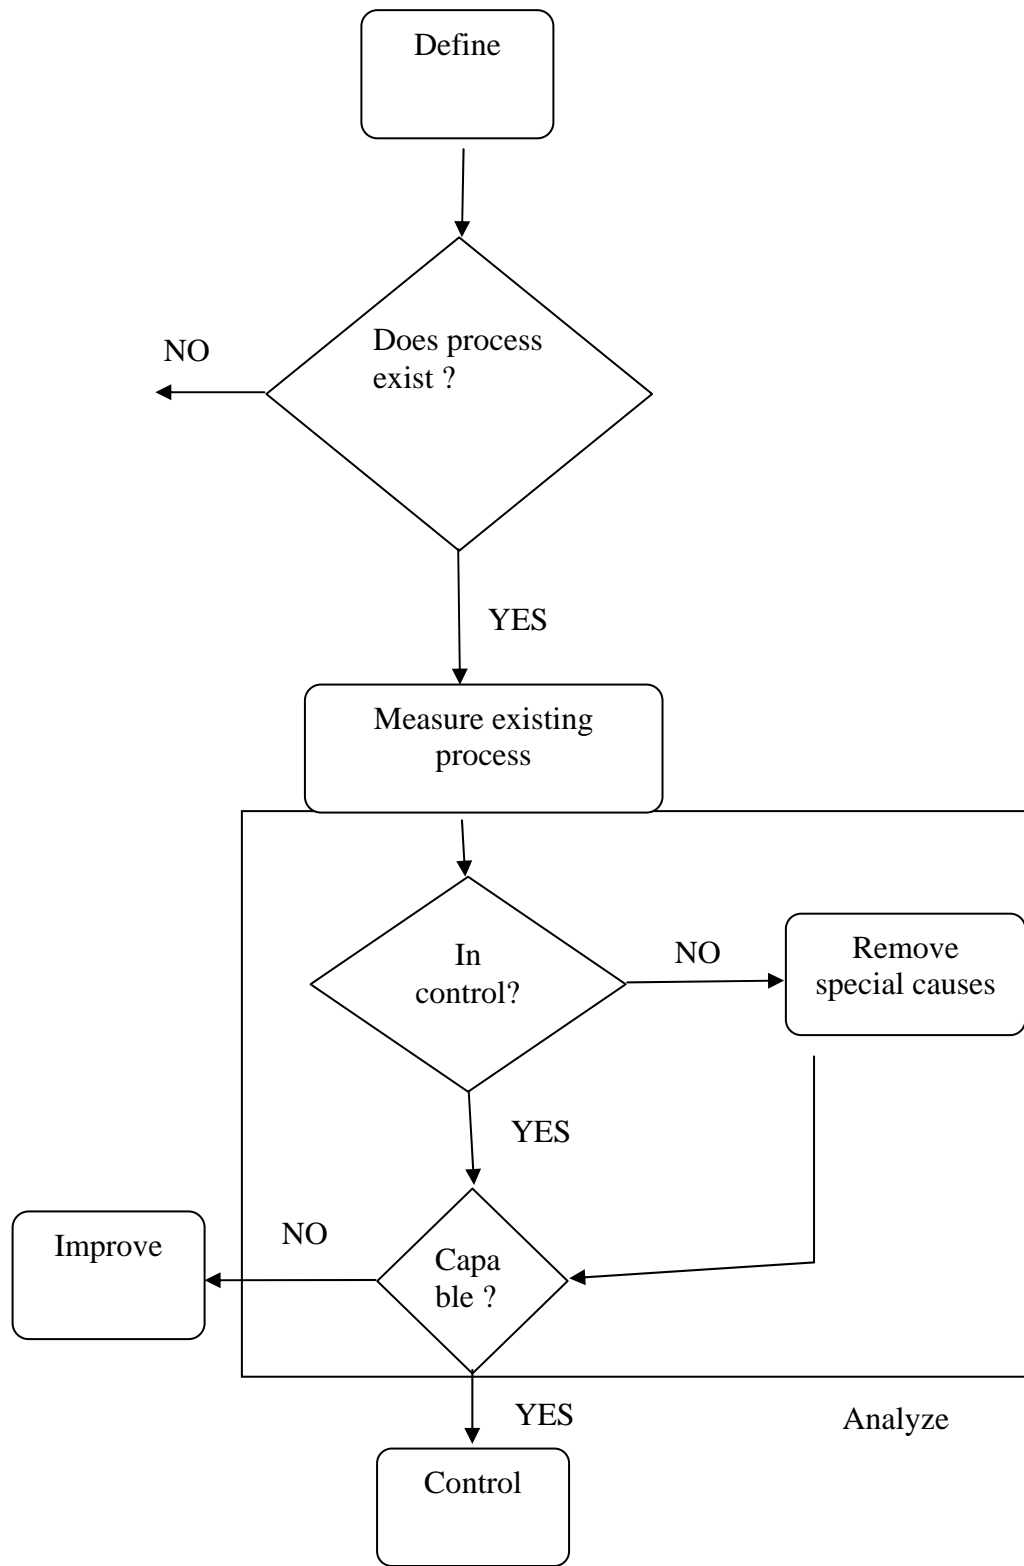 Define
Does process
exist ?
NO
YES
Measure existing
process
In
control?
NO
Remove
special causes
YES
Improve
NO
Capa
ble ?
YES
Analyze
Control